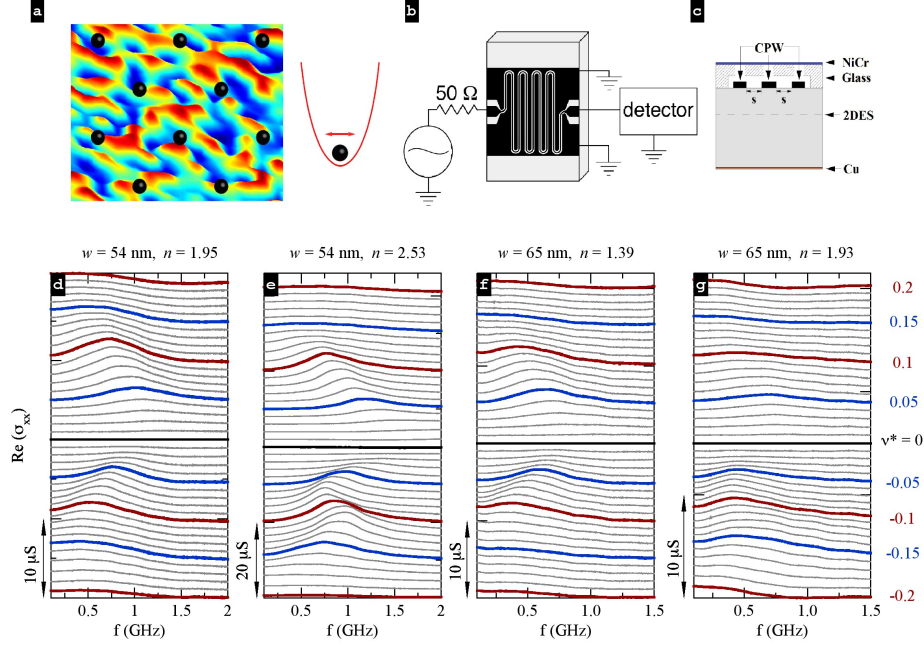 a
b
c
50 Ω
detector
CPW
NiCr
Glass
s
s
2DES
Cu
w = 54 nm, n = 1.95
w = 54 nm, n = 2.53
w = 65 nm, n = 1.39
w = 65 nm, n = 1.93
d
e
f
g
Re (σxx)
10 μS
20 μS
10 μS
10 μS
0.2
0.15
0.1
0.05
ν* = 0
-0.05
-0.1
-0.15
-0.2
0.5
1
1.5
2
0.5
1
1.5
2
0.5
1.0
1.5
0.5
1.0
1.5
f (GHz)
f (GHz)
f (GHz)
f (GHz)